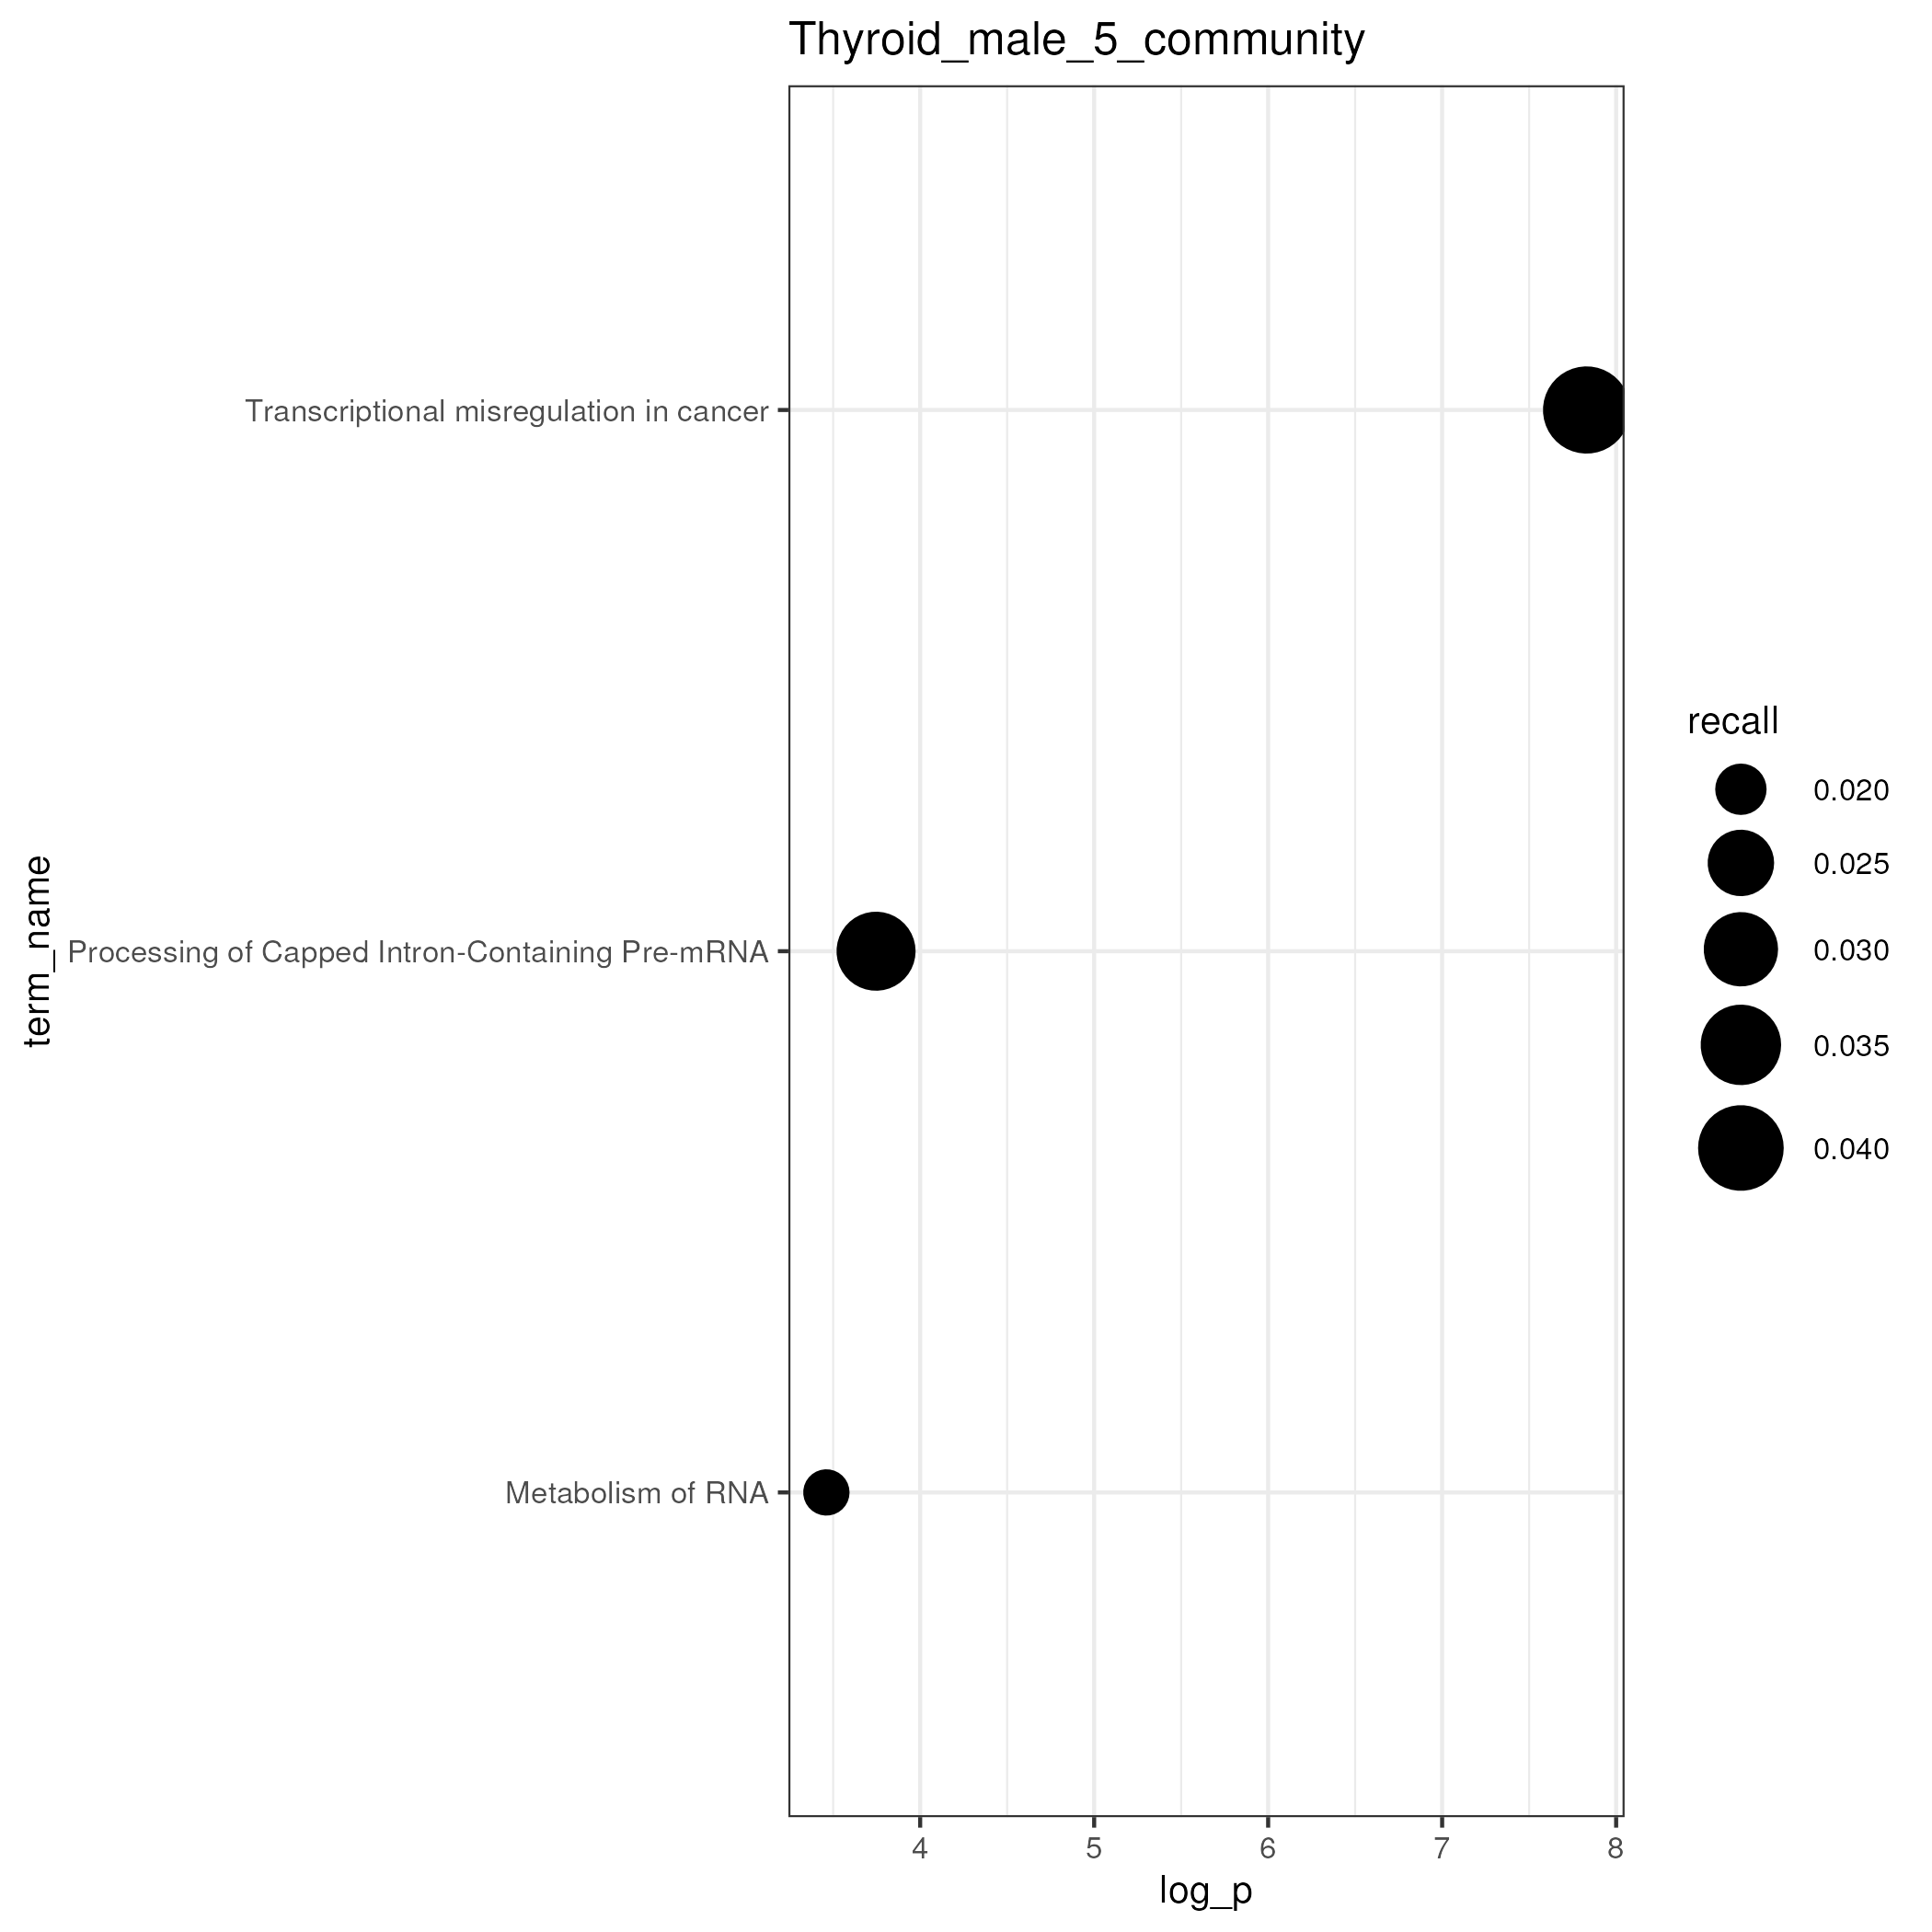 Thyroid_male_5_community
term_name
Transcriptional misregulation in cancer
Processing of Capped Intron-Containing Pre-mRNA
Metabolism of RNA
4 5 6 7 8
log_p
recall
0.020
0.025
0.030
0.035
0.040